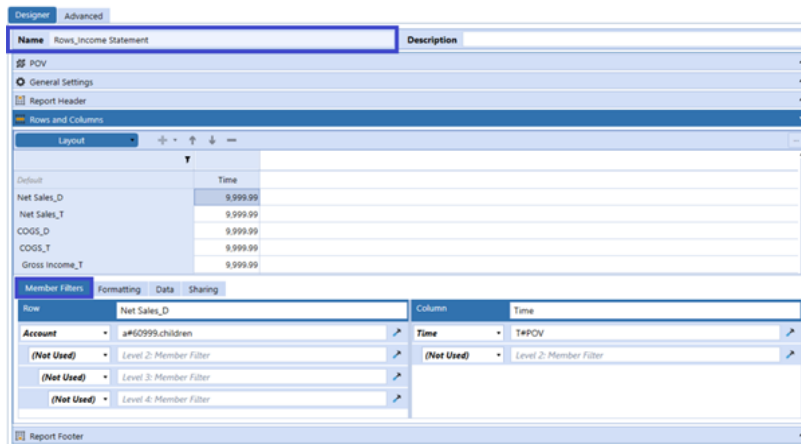 Designer Advanced
Name Rows_Income Statement Description
POV
General Settings
Report Header
Rows and Columns
Layout
Default Time
Net Sales_D 9,999.99
Net Sales_T 9,999.99
COGS_D 9,999.99
COGS_T 9,999.99
Gross Income_T 9,999.99
Member Filters Formatting Data Sharing
Row Net Sales_D Column Time
Account a#60999.children Time T#POV
(Not Used) Level 2: Member Filter (Not Used) Level 2: Member Filter
(Not Used) Level 3: Member Filter
(Not Used) Level 4: Member Filter
Report Footer